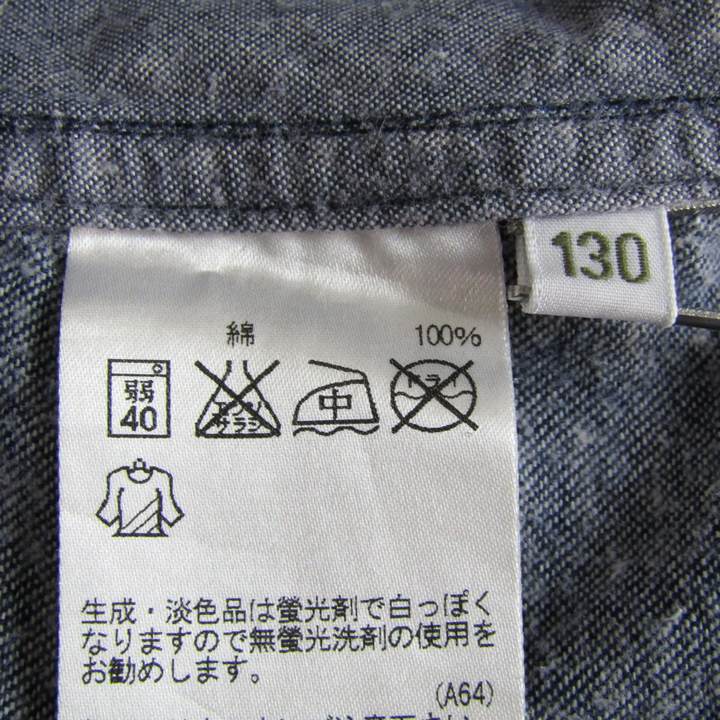 130
綿 100%
弱
40
エンソ
サラシ
中
ドライ
生成・淡色品は螢光剤で白っぽく
なりますので無螢光洗剤の使用を
お勧めします。
(A64)